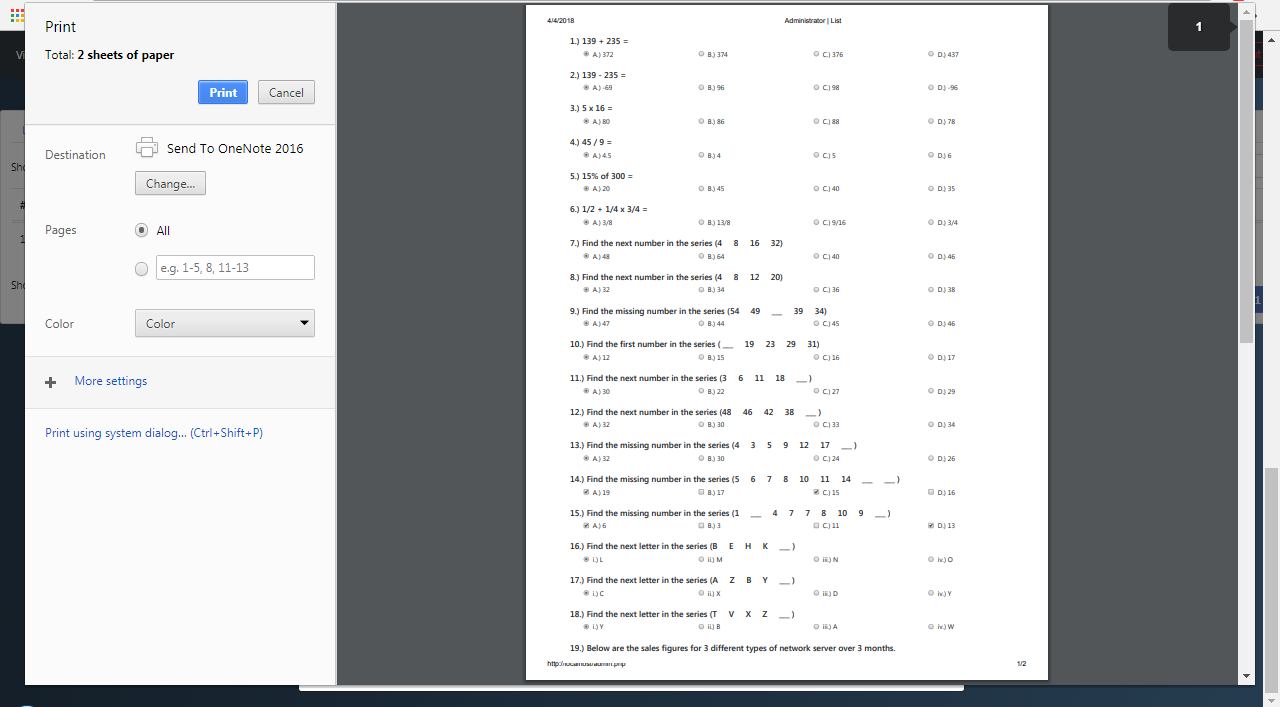 Print
Total: 2 sheets of paper
Print Cancel
Destination Send To OneNote 2016
Change...
Pages All
e.g. 1-5, 8, 11-13
Color Color
More settings
Print using system dialog... (Ctrl+Shift+P)
4/4/2018 Administrator | List
1.) 139 + 235 =
A.) 372 B.) 374 C.) 376 D.) 437
2.) 139 - 235 =
A.) -69 B.) 96 C.) 98 D.) -96
3.) 5 x 16 =
A.) 80 B.) 86 C.) 88 D.) 78
4.) 45 / 9 =
A.) 4.5 B.) 4 C.) 5 D.) 6
5.) 15% of 300 =
A.) 20 B.) 45 C.) 40 D.) 35
6.) 1/2 + 1/4 x 3/4 =
A.) 3/8 B.) 13/8 C.) 9/16 D.) 3/4
7.) Find the next number in the series (4 8 16 32)
A.) 48 B.) 64 C.) 40 D.) 46
8.) Find the next number in the series (4 8 12 20)
A.) 32 B.) 34 C.) 36 D.) 38
9.) Find the missing number in the series (54 49 __ 39 34)
A.) 47 B.) 44 C.) 45 D.) 46
10.) Find the first number in the series ( __ 19 23 29 31)
A.) 12 B.) 15 C.) 16 D.) 17
11.) Find the next number in the series (3 6 11 18 __ )
A.) 30 B.) 22 C.) 27 D.) 29
12.) Find the next number in the series (48 46 42 38 __ )
A.) 32 B.) 30 C.) 33 D.) 34
13.) Find the missing number in the series (4 3 5 9 12 17 __ )
A.) 32 B.) 30 C.) 24 D.) 26
14.) Find the missing number in the series (5 6 7 8 10 11 14 __ __ )
A.) 19 B.) 17 C.) 15 D.) 16
15.) Find the missing number in the series (1 __ 4 7 7 8 10 9 __ )
A.) 6 B.) 3 C.) 11 D.) 13
16.) Find the next letter in the series (B E H K __ )
i.) L ii.) M iii.) N iv.) O
17.) Find the next letter in the series (A Z B Y __ )
i.) C ii.) X iii.) D iv.) Y
18.) Find the next letter in the series (T V X Z __ )
i.) Y ii.) B iii.) A iv.) W
19.) Below are the sales figures for 3 different types of network server over 3 months.
1/2
1